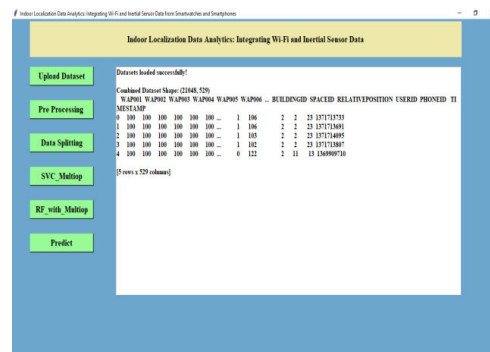 Indoor Localization Data Analytics: Integrating Wi-Fi and Inertial Sensor Data from Smartwatches and Smartphones
Indoor Localization Data Analytics: Integrating Wi-Fi and Inertial Sensor Data
Upload Dataset
Pre Processing
Data Splitting
SVC_Multiop
RF_with_Multiop
Predict
Datasets loaded successfully!
Combined Dataset Shape: (21048, 529)
WAP001 WAP002 WAP003 WAP004 WAP005 WAP006 ... BUILDINGID SPACEID RELATIVEPOSITION USERID PHONEID TI
MESTAMP
0 100 100 100 100 100 100 ... 1 106 2 2 23 1371713733
1 100 100 100 100 100 100 ... 1 106 2 2 23 1371713691
2 100 100 100 100 100 100 ... 1 103 2 2 23 1371714095
3 100 100 100 100 100 100 ... 1 102 2 2 23 1371713807
4 100 100 100 100 100 100 ... 0 122 2 11 13 1369909710
[5 rows x 529 columns]